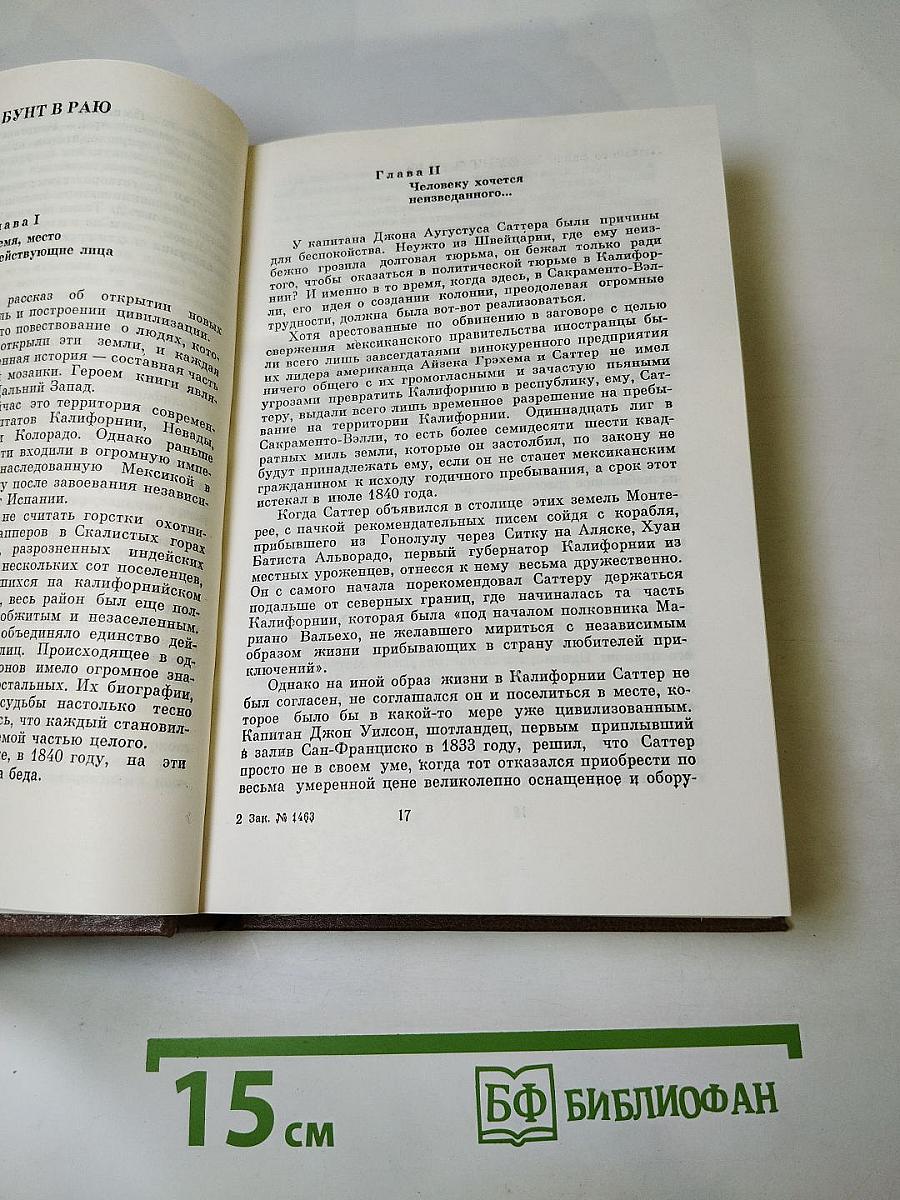 БУНТ В РАЮ
лава I
емя, место
ействующие лица
рассказ об открытии новых
ль и построении цивилизации.
то повествование о людях, кото-
открыли эти земли, и каждая
енная история — составная часть
й мозаики. Героем книги явля-
Дальний Запад.
йчас это территория современ-
татов Калифорнии, Невады,
и Колорадо. Однако раньше
сти входили в огромную импе-
наследованную Мексикой в
у после завоевания независи-
т Испании.
не считать горстки охотни-
апперов в Скалистых горах
, разрозненных индейских
нескольких сот поселенцев,
шихся на калифорнийском
, весь район был еще пол-
обжитым и незаселенным.
объединяло единство дей-
лиц. Происходящее в од-
онов имело огромное зна-
остальных. Их биографии,
судьбы настолько тесно
сь, что каждый становил-
емой частью целого.
те, в 1840 году, на эти
а беда.
Глава II
Человеку хочется
неизведанного...
У капитана Джона Аугустуса Саттера были причины
для беспокойства. Неужто из Швейцарии, где ему неиз-
бежно грозила долговая тюрьма, он бежал только ради
того, чтобы оказаться в политической тюрьме в Калифор-
нии? И именно в то время, когда здесь, в Сакраменто-Вэл-
ли, его идея о создании колонии, преодолевая огромные
трудности, должна была вот-вот реализоваться.
Хотя арестованные по обвинению в заговоре с целью
свержения мексиканского правительства иностранцы бы-
ли всего лишь завсегдатаями винокуренного предприятия
их лидера американца Айзека Грэхема и Саттер не имел
ничего общего с их громогласными и зачастую пьяными
угрозами превратить Калифорнию в республику, ему, Сат-
теру, выдали всего лишь временное разрешение на пребы-
вание на территории Калифорнии. Одиннадцать лиг в
Сакраменто-Вэлли, то есть более семидесяти шести квад-
ратных миль земли, которые он застолбил, по закону не
будут принадлежать ему, если он не станет мексиканским
гражданином к исходу годичного пребывания, а срок этот
истекал в июле 1840 года.
Когда Саттер объявился в столице этих земель Монте-
рее, с пачкой рекомендательных писем сойдя с корабля,
прибывшего из Гонолулу через Ситку на Аляске, Хуан
Батиста Альворадо, первый губернатор Калифорнии из
местных уроженцев, отнесся к нему весьма дружественно.
Он с самого начала порекомендовал Саттеру держаться
подальше от северных границ, где начиналась та часть
Калифорнии, которая была «под началом полковника Ма-
риано Вальехо, не желавшего мириться с независимым
образом жизни прибывающих в страну любителей при-
ключений».
Однако на иной образ жизни в Калифорнии Саттер не
был согласен, не соглашался он и поселиться в месте, ко-
торое было бы в какой-то мере уже цивилизованным.
Капитан Джон Уилсон, шотландец, первым приплывший
в залив Сан-Франциско в 1833 году, решил, что Саттер
просто не в своем уме, когда тот отказался приобрести по
весьма умеренной цене великолепно оснащенное и обору-
2 Зак. № 1463
17
15 см
БФ БИБЛИОФАН